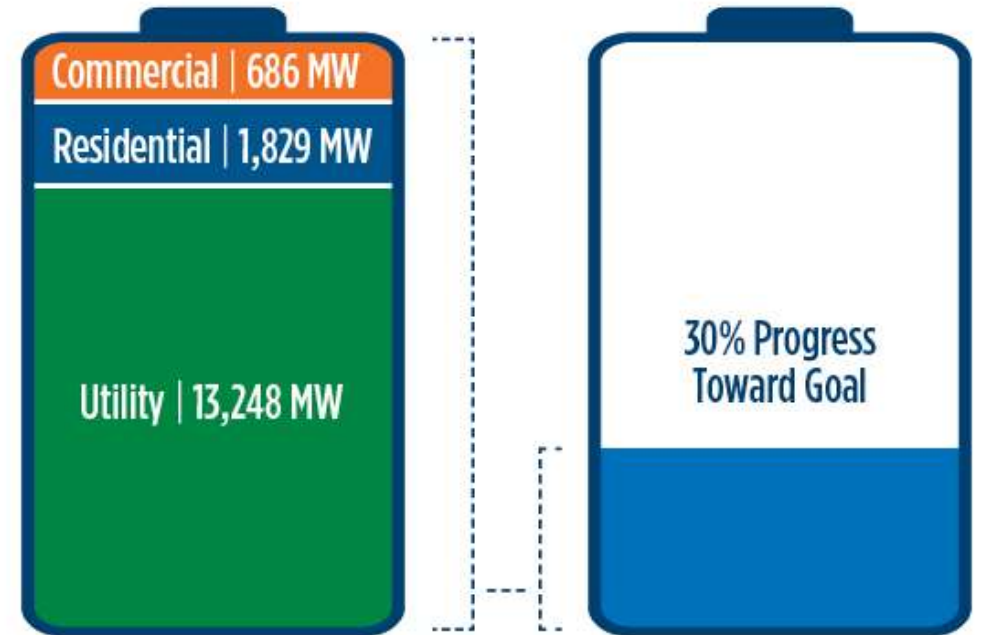 Commercial | 686 MW
Residential | 1,829 MW
Utility | 13,248 MW
30% Progress
Toward Goal